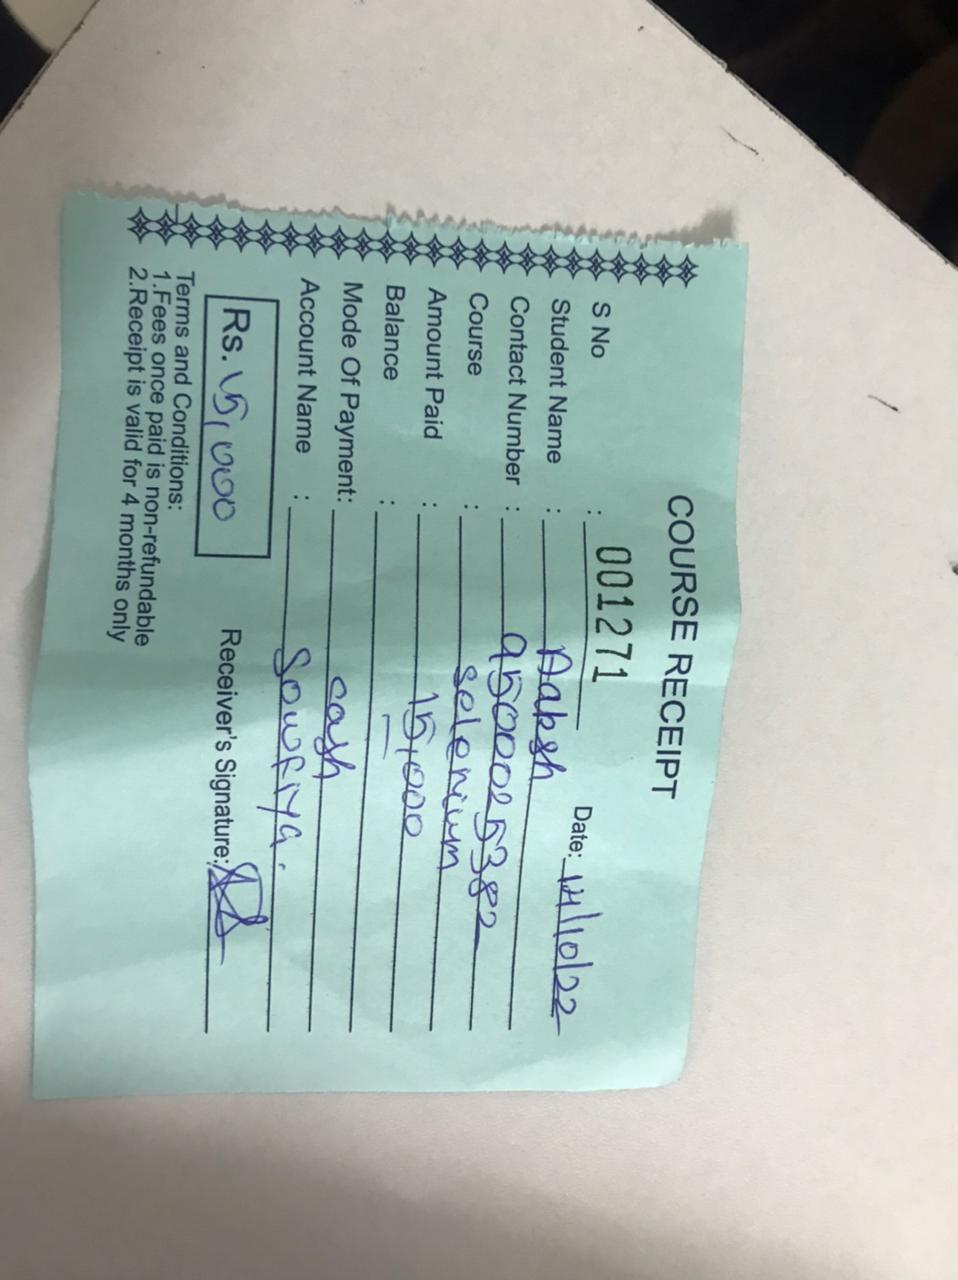 COURSE RECEIPT
S No : 001271 Date: 14/10/22
Student Name : Aabsh
Contact Number : 9500025382
Course : Selenium
Amount Paid : 15,000
Balance : —
Mode Of Payment: cash
Account Name : Sowfiya.
Rs. 15,000 Receiver's Signature:
Terms and Conditions:
1.Fees once paid is non-refundable
2.Receipt is valid for 4 months only